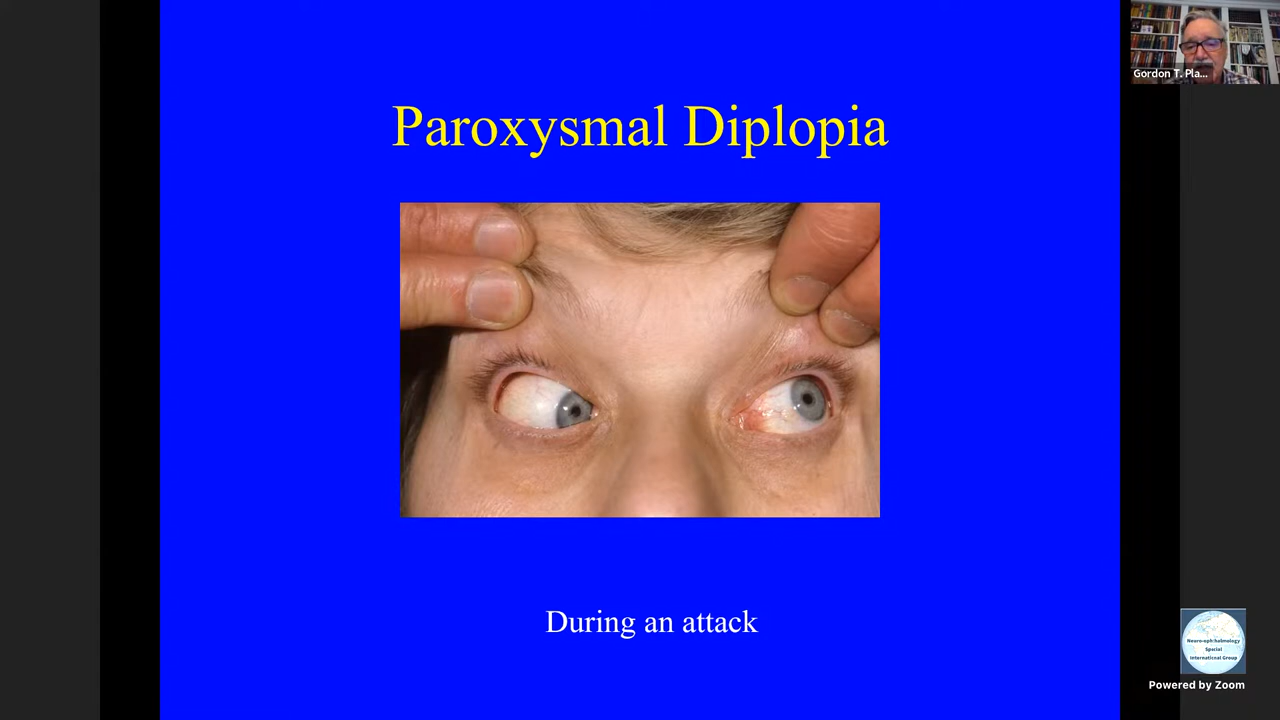 Paroxysmal Diplopia
Gordon T. Pla...
During an attack
Neuro-ophthalmology
Special
International Group
Powered by Zoom